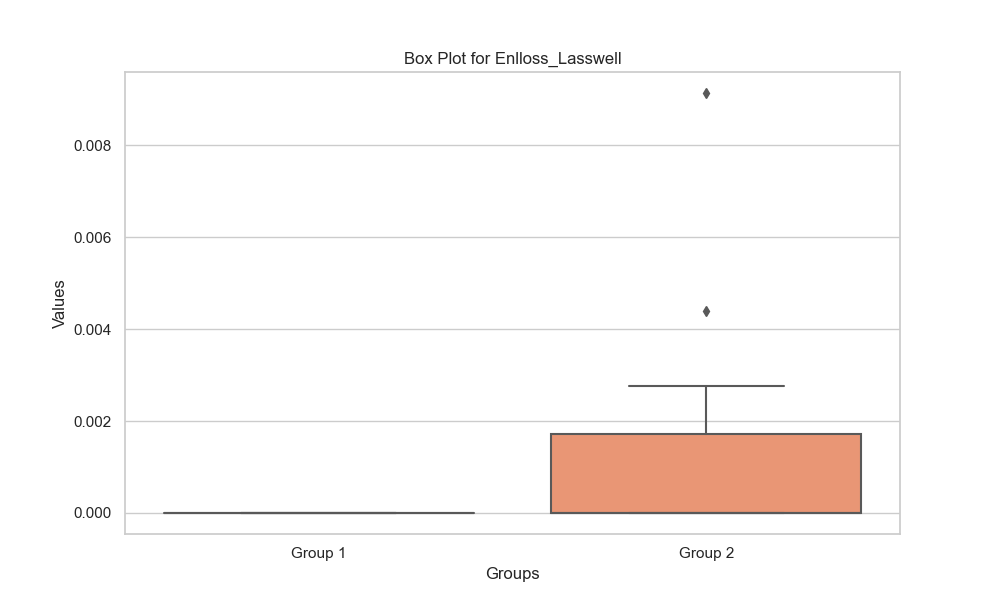 Box Plot for Enlloss_Lasswell
0.008
0.006
0.004
0.002
0.000
Values
Group 1
Group 2
Groups